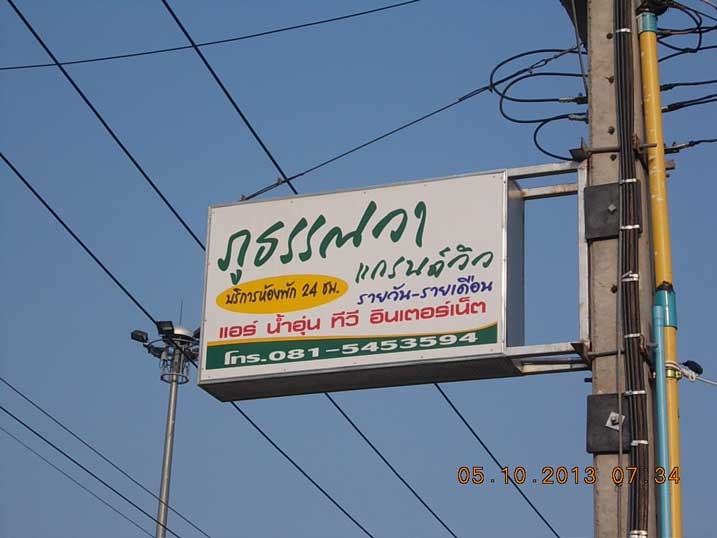 ภูธรรณวา
แกรนด์วิว
บริการห้องพัก 24 ชม.
รายวัน-รายเดือน
แอร์ น้ำอุ่น ทีวี อินเตอร์เน็ต
โทร.081-5453594
05.10.2013 07:34